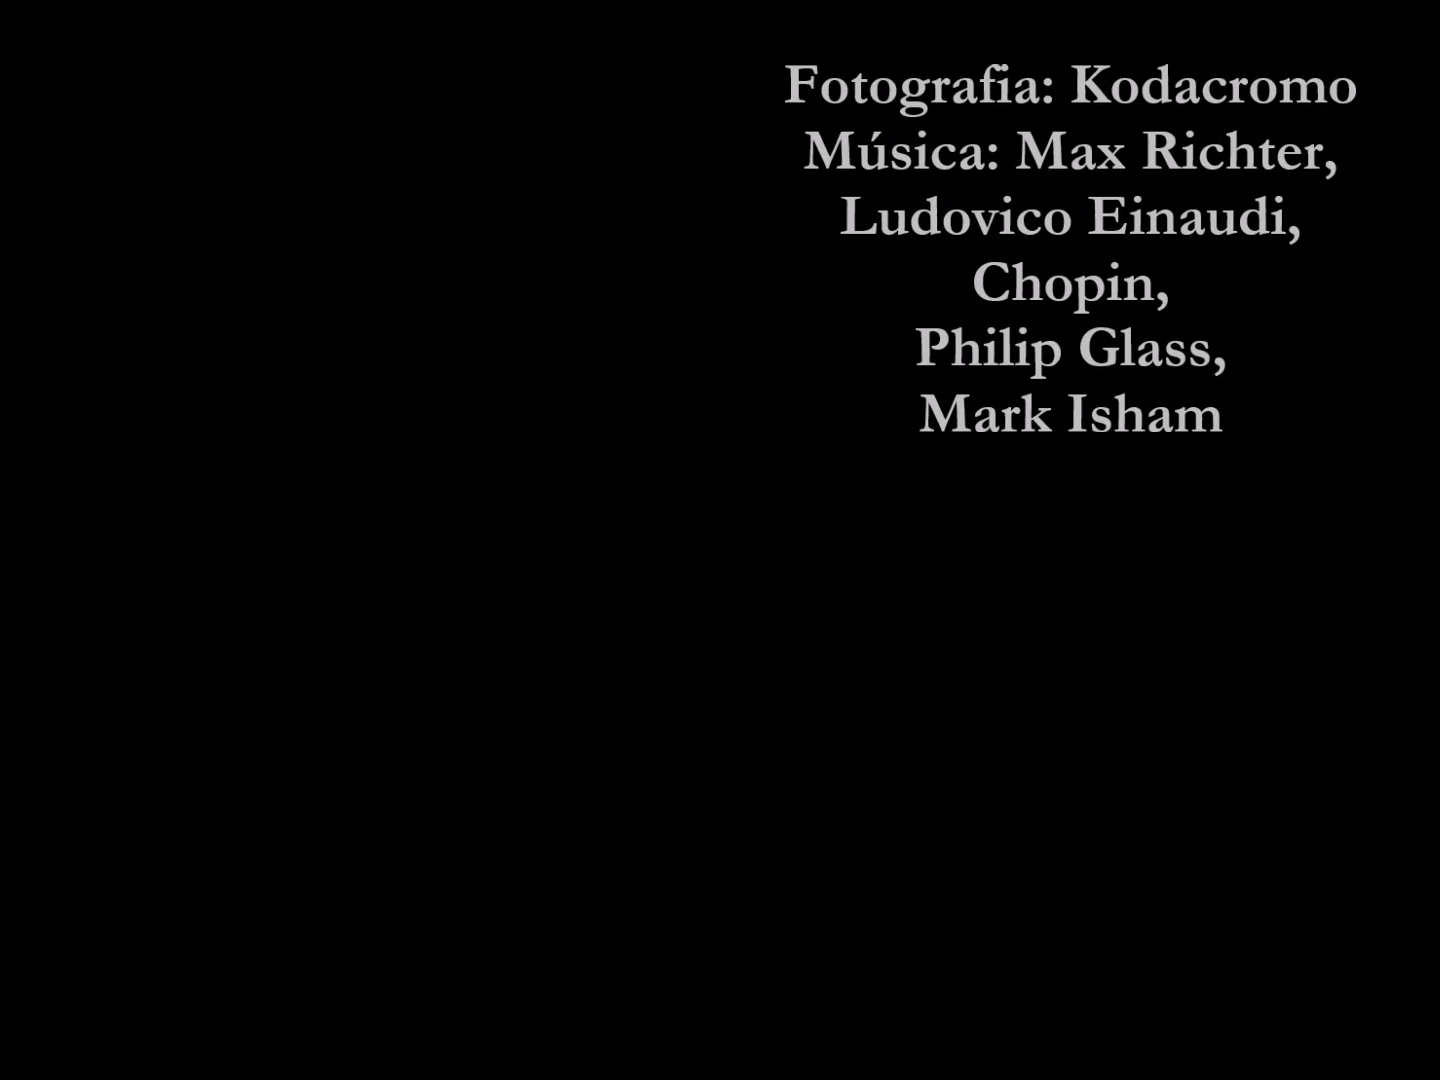 Fotografia: Kodacromo
Música: Max Richter,
Ludovico Einaudi,
Chopin,
Philip Glass,
Mark Isham